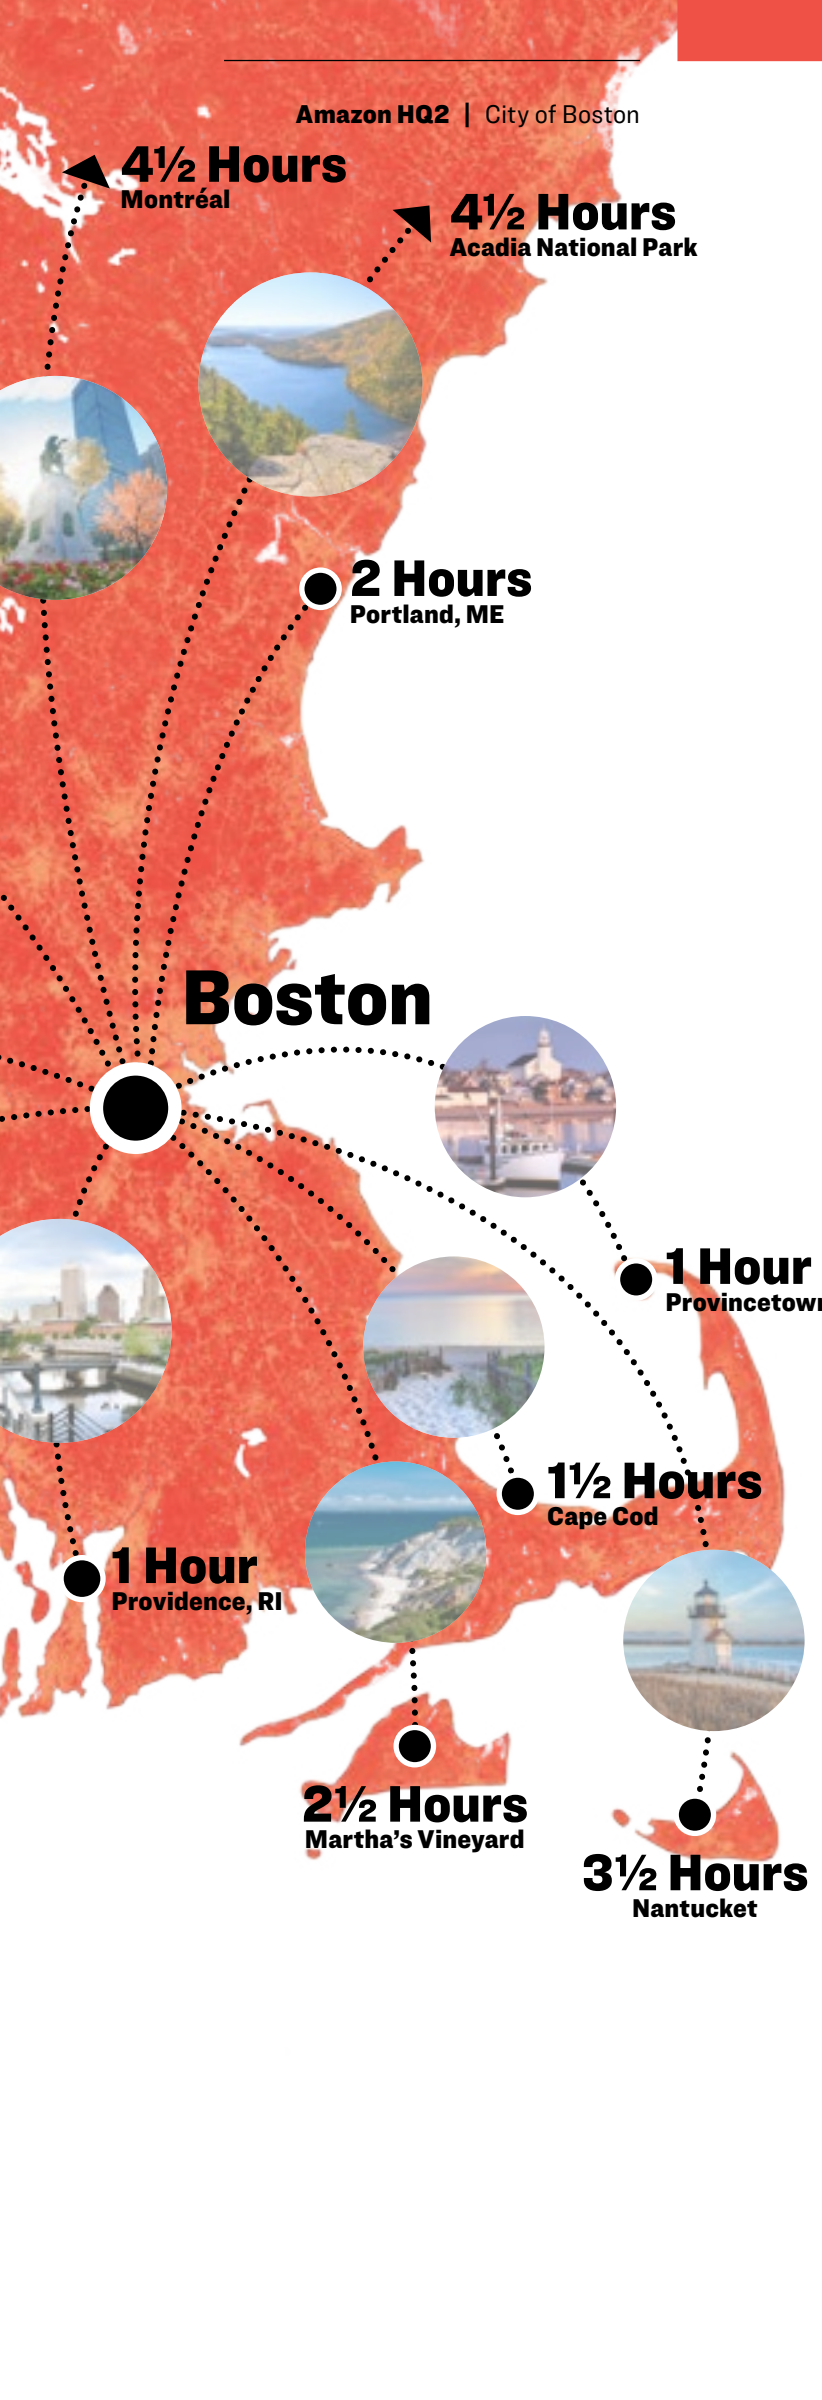 Amazon HQ2 | City of Boston
4½ Hours
Montréal
4½ Hours
Acadia National Park
2 Hours
Portland, ME
Boston
1 Hour
Provincetown
1½ Hours
Cape Cod
1 Hour
Providence, RI
2½ Hours
Martha’s Vineyard
3½ Hours
Nantucket